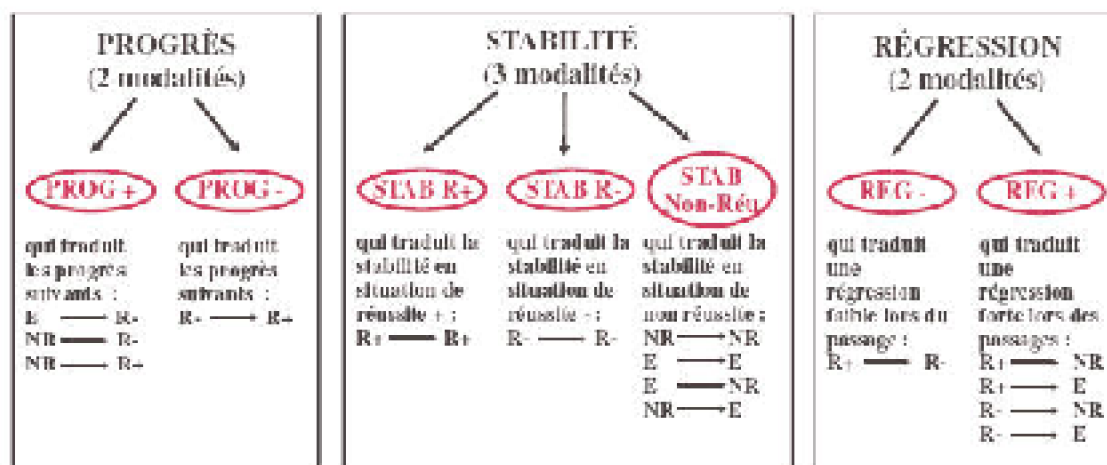 PROGRÈS
(2 modalités)
PROG +
PROG -
qui traduit
les progrès
suivants :
E → R-
NR → R-
NR → R+
qui traduit
les progrès
suivants :
R- → R+
STABILITÉ
(3 modalités)
STAB R+
STAB R-
STAB
Non-Réu
qui traduit la
stabilité en
situation de
réussite + :
R+ → R+
qui traduit la
stabilité en
situation de
réussite - :
R- → R-
qui traduit la
stabilité en
situation de
non réussite :
NR → NR
E → E
E → NR
NR → E
RÉGRESSION
(2 modalités)
REG -
REG +
qui traduit
une
régression
faible lors du
passage :
R+ → R-
qui traduit
une
régression
forte lors des
passages :
R+ → NR
R+ → E
R- → NR
R- → E